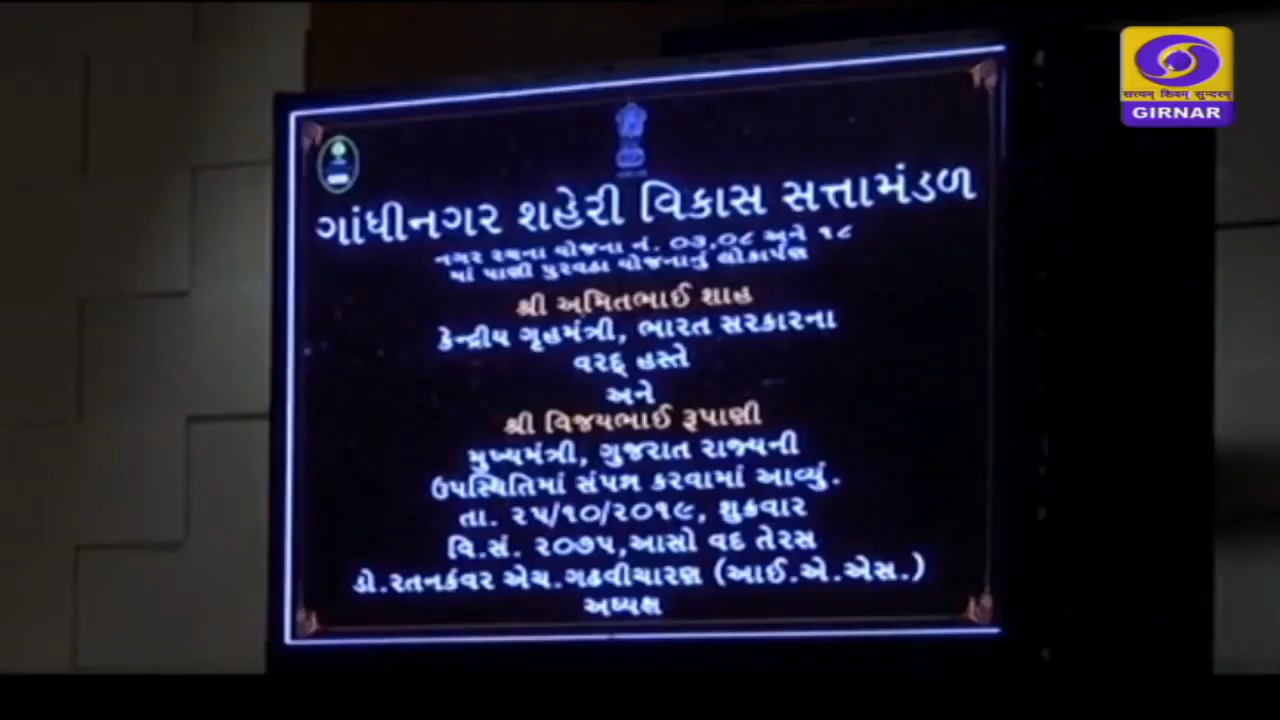 सत्यम् शिवम् सुन्दरम्
GIRNAR
ગાંધીનગર શહેરી વિકાસ સત્તામંડળ
નગર રચના યોજના નં. ૦૩,૦૮ અને ૧૮
માં પાણી પુરવઠા યોજનાનું લોકાર્પણ
શ્રી અમિતભાઈ શાહ
કેન્દ્રીય ગૃહમંત્રી, ભારત સરકારના
વરદ્દ હસ્તે
અને
શ્રી વિજયભાઈ રૂપાણી
મુખ્યમંત્રી, ગુજરાત રાજ્યની
ઉપસ્થિતિમાં સંપન્ન કરવામાં આવ્યું.
તા. ૨૫/૧૦/૨૦૧૯, શુક્રવાર
વિ.સં. ૨૦૭૫,આસો વદ તેરસ
ડો.રતનકંવર એચ.ગઢવીચારણ (આઈ.એ.એસ.)
અધ્યક્ષ